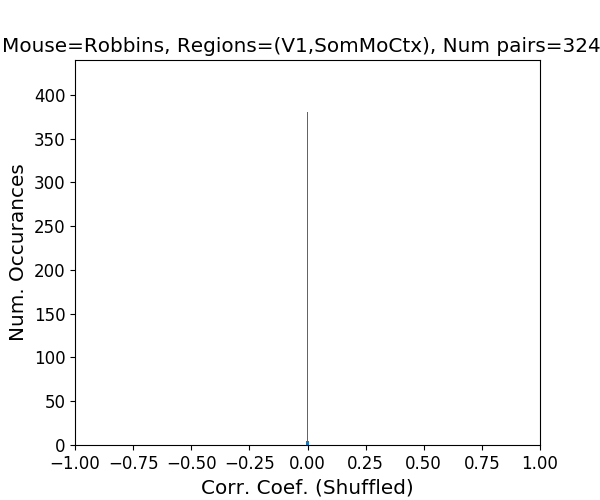 Mouse=Robbins, Regions=(V1,SomMoCtx), Num pairs=324
400
350
300
250
200
150
100
50
0
Num. Occurances
−1.00 −0.75 −0.50 −0.25 0.00 0.25 0.50 0.75 1.00
Corr. Coef. (Shuffled)